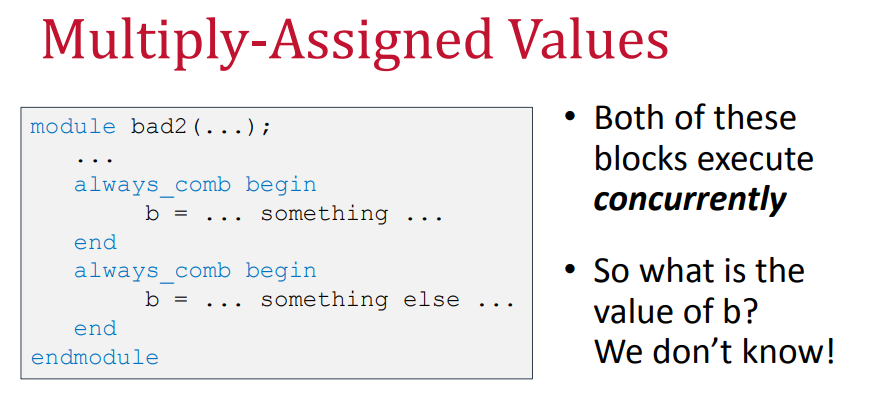 Multiply-Assigned Values
module bad2(...);
...
always_comb begin
b = ... something ...
end
always_comb begin
b = ... something else ...
end
endmodule
• Both of these
blocks execute
concurrently
• So what is the
value of b?
We don't know!